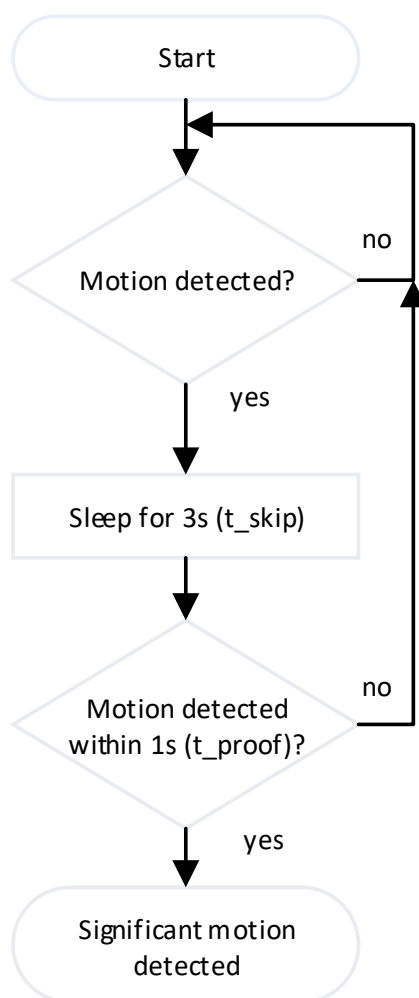 Start
no
Motion detected?
yes
Sleep for 3s (t_skip)
no
Motion detected
within 1s (t_proof)?
yes
Significant motion
detected